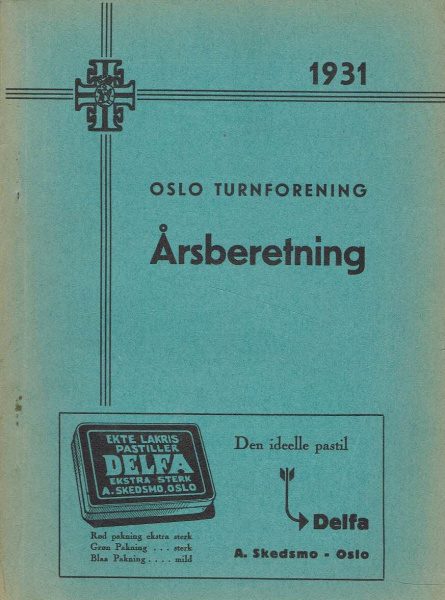 1931
OSLO TURNFORENING
Årsberetning
EKTE LAKRIS
PASTILLER
DELFA
EKSTRA STERK
A. SKEDSMO, OSLO
Rød pakning ekstra sterk
Grøn Pakning . . . sterk
Blaa Pakning . . . . mild
Den ideelle pastil
Delfa
A. Skedsmo - Oslo